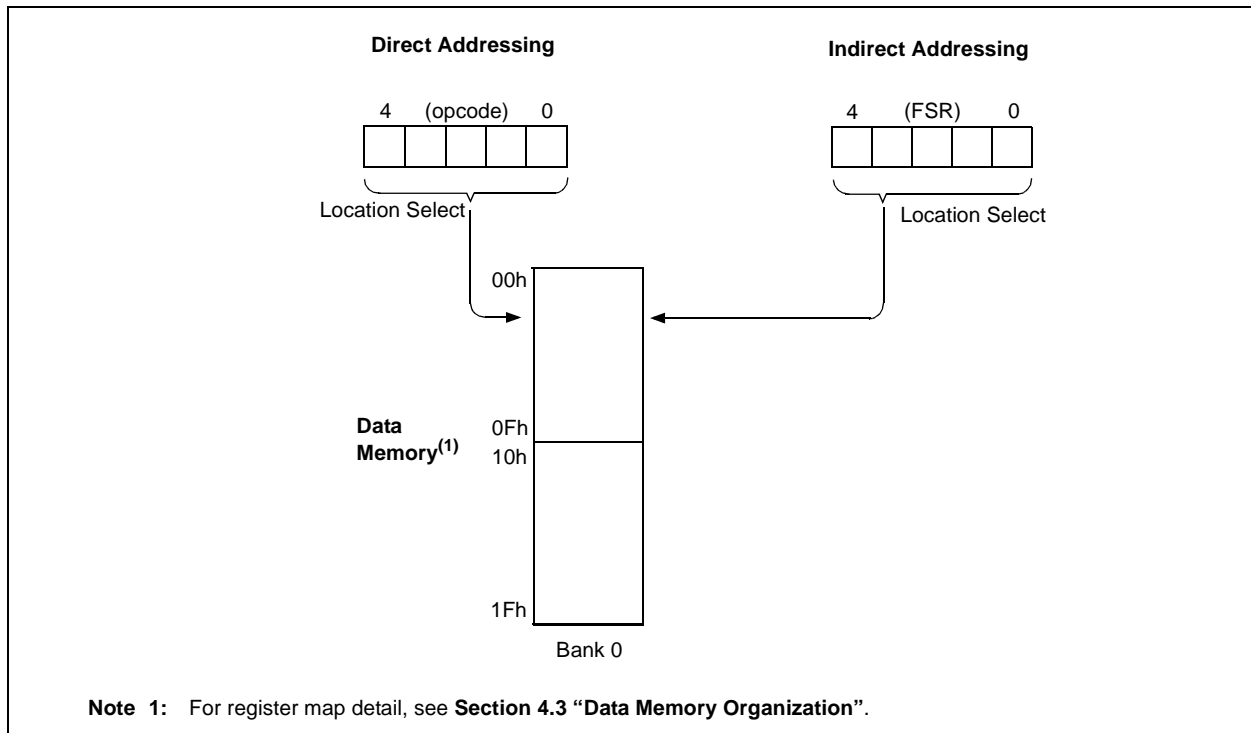 Direct Addressing
Indirect Addressing
4 (opcode) 0
4 (FSR) 0
Location Select
Location Select
00h
Data
Memory(1)
0Fh
10h
1Fh
Bank 0
Note 1: For register map detail, see Section 4.3 “Data Memory Organization”.